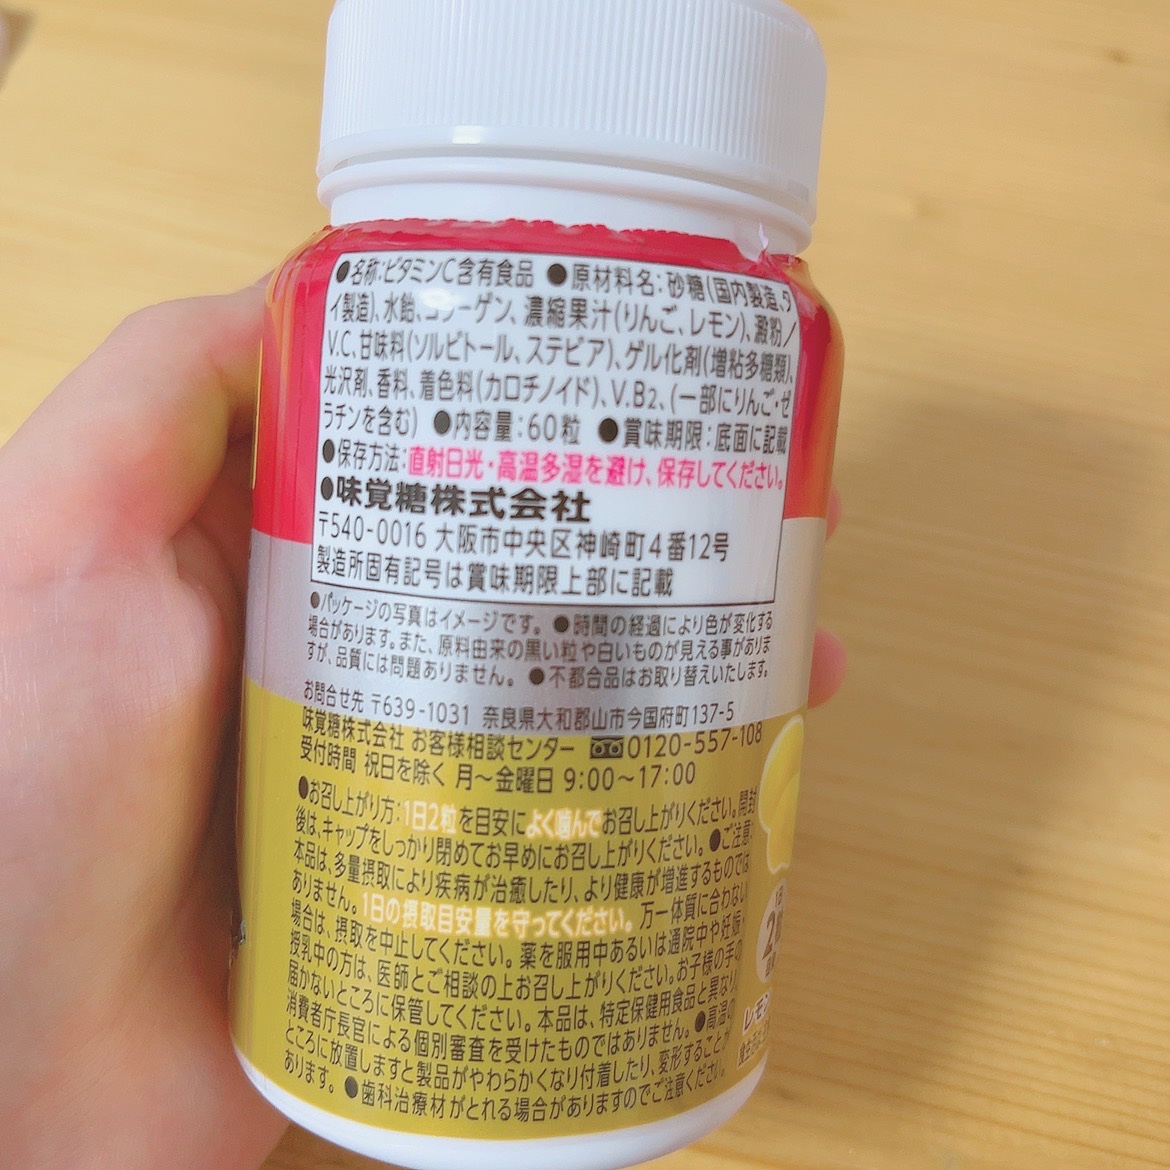 ●名称:ビタミンC含有食品 ●原材料名:砂糖(国内製造、タ
イ製造)、水飴、コラーゲン、濃縮果汁(りんご、レモン)、澱粉/
V.C、甘味料(ソルビトール、ステビア)、ゲル化剤(増粘多糖類)、
光沢剤、香料、着色料(カロチノイド)、V.B2、(一部にりんご・ゼ
ラチンを含む) ●内容量:60粒 ●賞味期限:底面に記載
●保存方法:直射日光・高温多湿を避け、保存してください。
●味覚糖株式会社
〒540-0016 大阪市中央区神崎町4番12号
製造所固有記号は賞味期限上部に記載
●パッケージの写真はイメージです。 ●時間の経過により色が変化する
場合があります。また、原料由来の黒い粒や白いものが見える事がありま
すが、品質には問題ありません。 ●不都合品はお取り替えいたします。
お問合せ先 〒639-1031 奈良県大和郡山市今国府町137-5
味覚糖株式会社 お客様相談センター 0120-557-108
受付時間 祝日を除く 月～金曜日 9:00～17:00
●お召し上がり方:1日2粒を目安によく噛んでお召し上がりください。開封
後は、キャップをしっかり閉めてお早めにお召し上がりください。 ●ご注意:
本品は、多量摂取により疾病が治癒したり、より健康が増進するものでは
ありません。1日の摂取目安量を守ってください。万一体質に合わない
場合は、摂取を中止してください。薬を服用中あるいは通院中や妊娠・
授乳中の方は、医師とご相談の上お召し上がりください。お子様の手の
届かないところに保管してください。本品は、特定保健用食品と異なり、
消費者庁長官による個別審査を受けたものではありません。 ●高温の
ところに放置しますと製品がやわらかくなり付着したり、変形することが
あります。 ●歯科治療材がとれる場合がありますのでご注意ください。
レモン